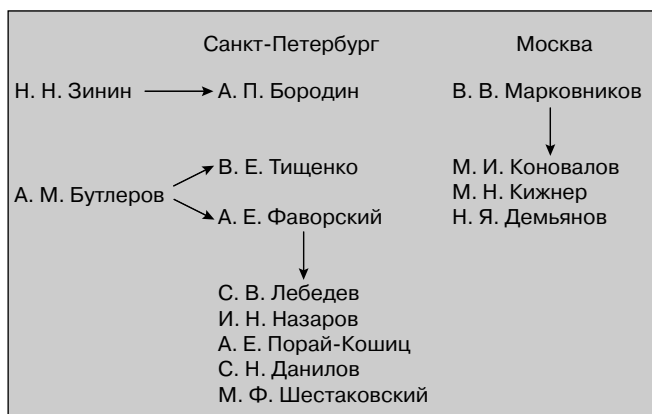 Санкт-Петербург Москва
Н. Н. Зинин А. П. Бородин В. В. Марковников
В. Е. Тищенко М. И. Коновалов
А. М. Бутлеров М. Н. Кижнер
А. Е. Фаворский Н. Я. Демьянов
С. В. Лебедев
И. Н. Назаров
А. Е. Порай-Кошиц
С. Н. Данилов
М. Ф. Шестаковский